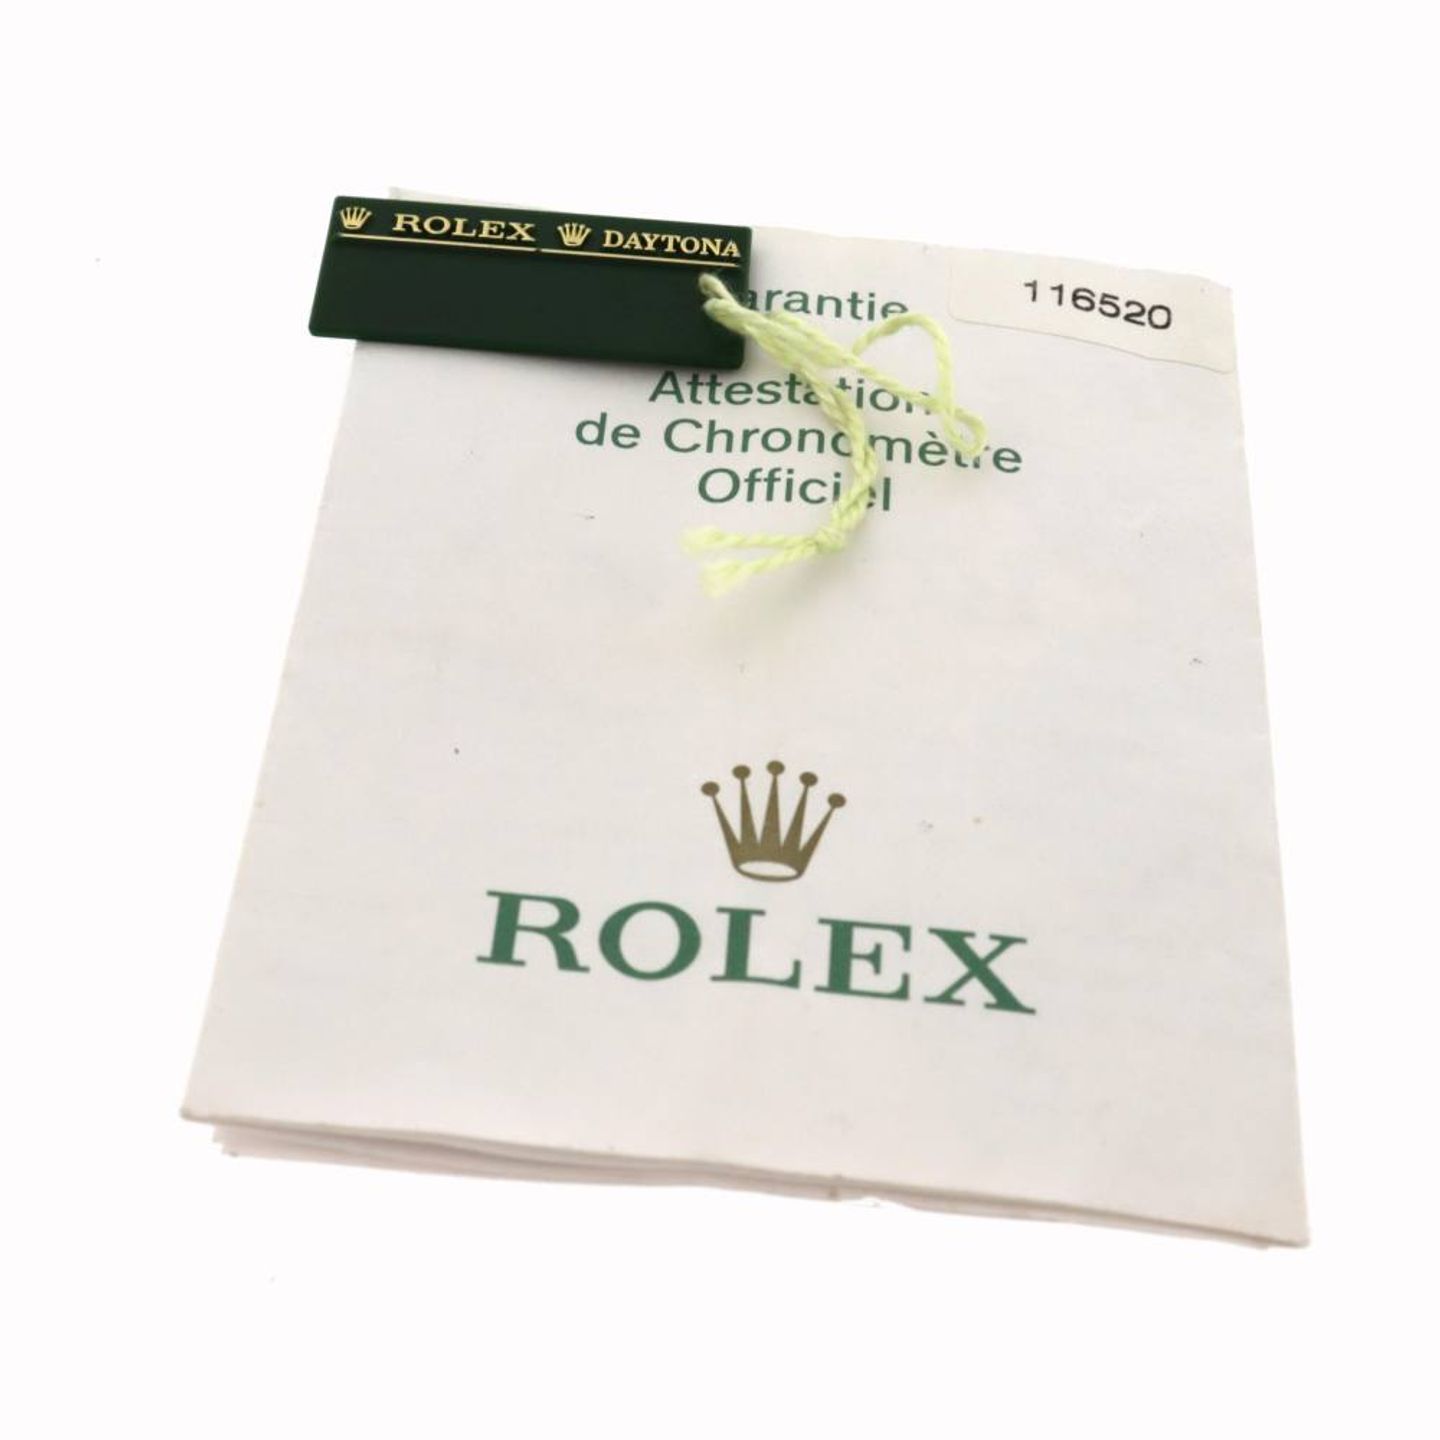 ROLEX DAYTONA
116520
arantie
Attestation
de Chronomètre
Officiel
ROLEX